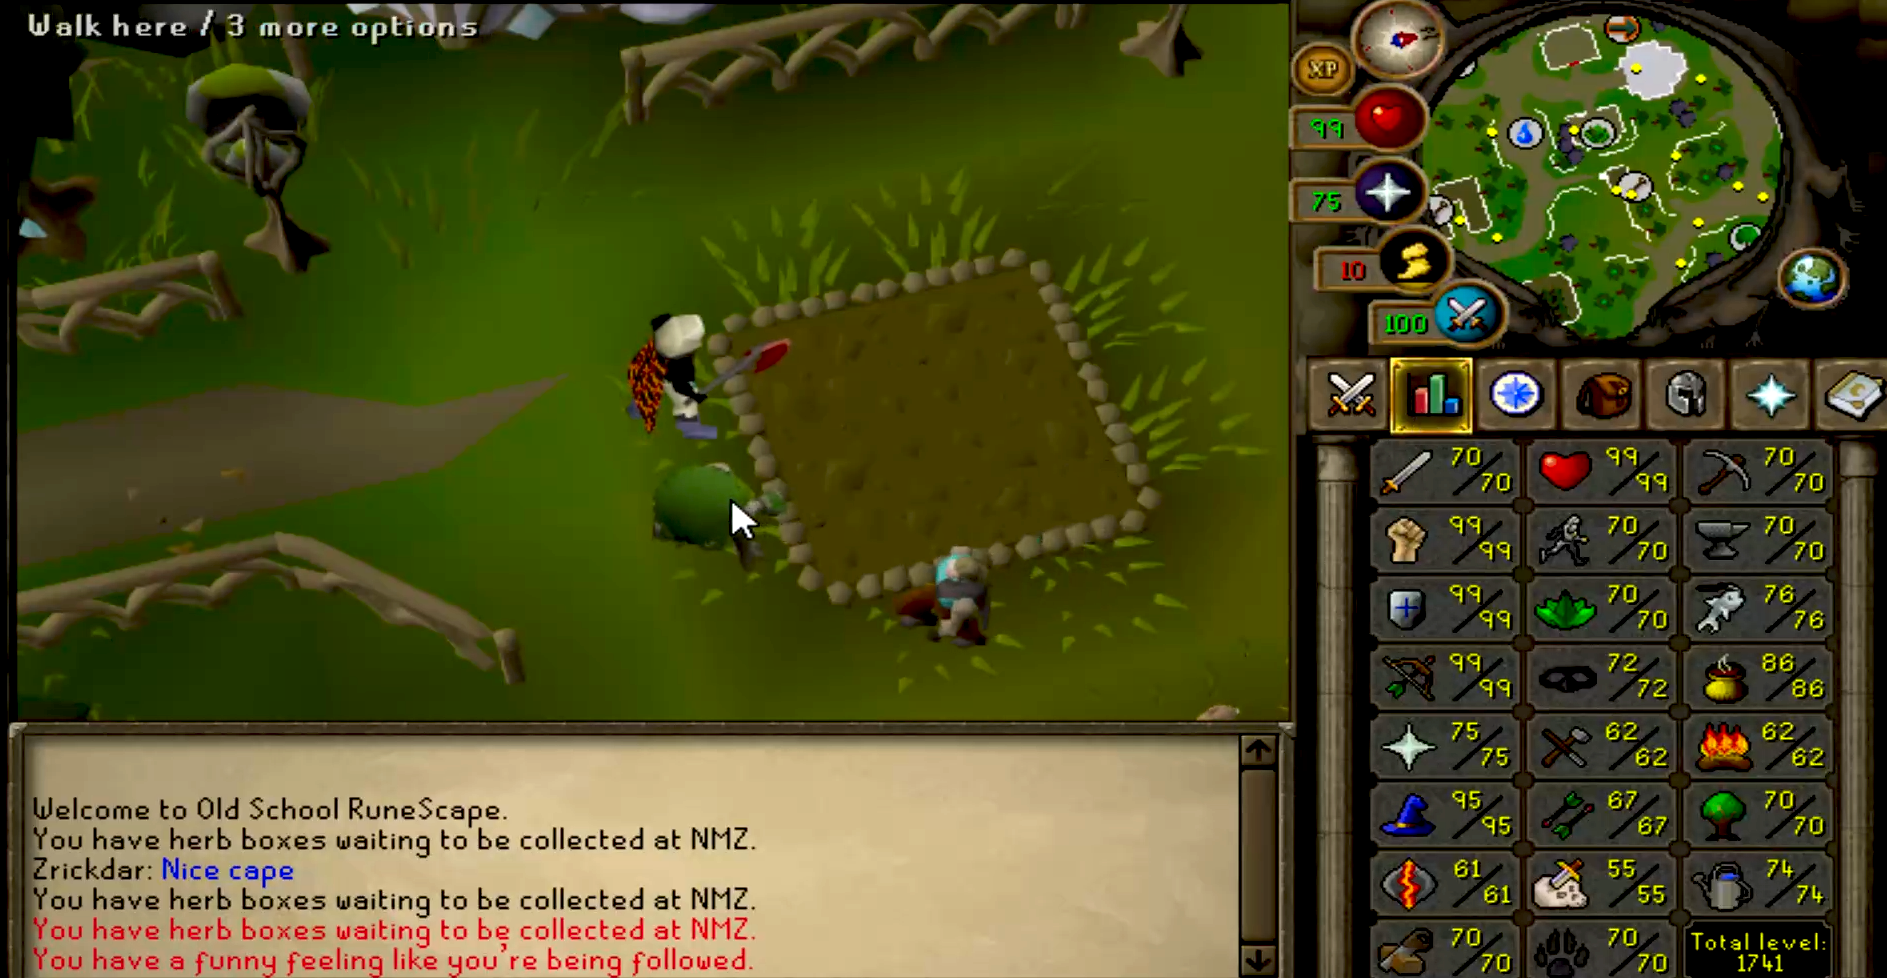 Walk here / 3 more options
XP
99
75
10
100
70/70 99/99 70/70
99/99 70/70 70/70
99/99 70/70 76/76
99/99 72/72 86/86
75/75 62/62 62/62
95/95 67/67 70/70
61/61 55/55 74/74
70/70 70/70 Total level:
1741
Welcome to Old School RuneScape.
You have herb boxes waiting to be collected at NMZ.
Zrickdar: Nice cape
You have herb boxes waiting to be collected at NMZ.
You have herb boxes waiting to be collected at NMZ.
You have a funny feeling like you're being followed.